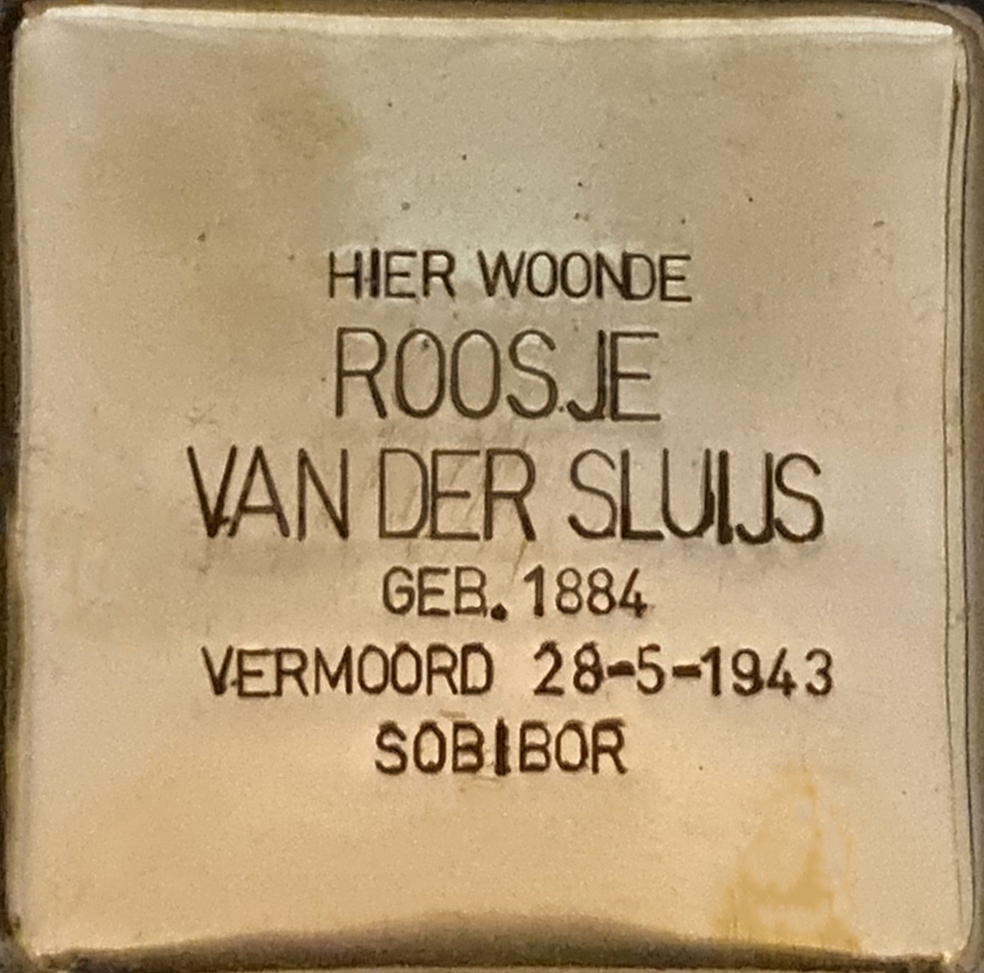 HIER WOONDE
ROOSJE
VAN DER SLUIJS
GEB. 1884
VERMOORD 28-5-1943
SOBIBOR